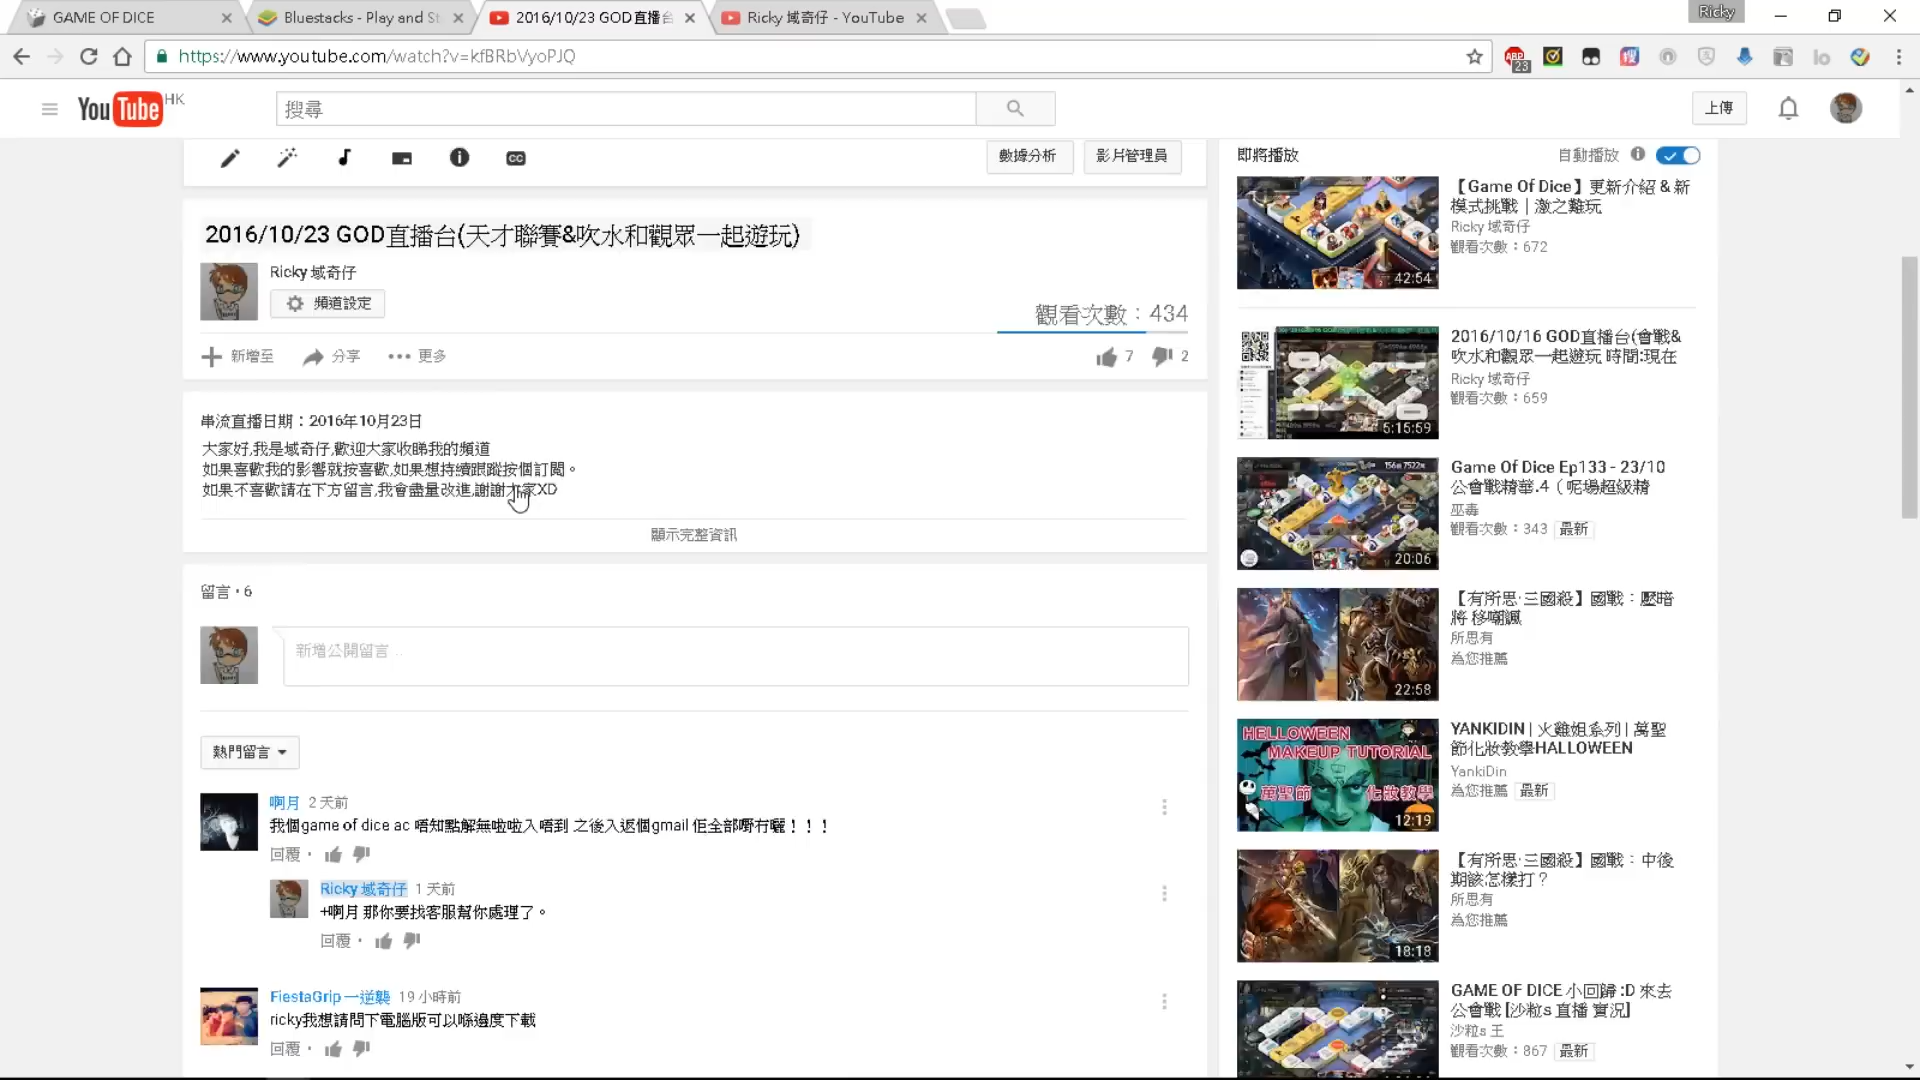 GAME OF DICE
Bluestacks - Play and St
2016/10/23 GOD直播台
Ricky 域奇仔 - YouTube
Ricky
https://www.youtube.com/watch?v=kfBRbVyoPJQ
ABP
23
YouTube HK
搜尋
上傳
CC
數據分析
影片管理員
2016/10/23 GOD直播台(天才聯賽&吹水和觀眾一起遊玩)
Ricky 域奇仔
頻道設定
觀看次數：434
新增至
分享
更多
7
2
串流直播日期：2016年10月23日
大家好,我是域奇仔,歡迎大家收睇我的頻道
如果喜歡我的影響就按喜歡,如果想持續跟蹤按個訂閱。
如果不喜歡請在下方留言,我會盡量改進,謝謝大家XD
顯示完整資訊
留言・6
新增公開留言...
熱門留言
啊月 2 天前
我個game of dice ac 唔知點解無啦啦入唔到 之後入返個gmail 佢全部嘢冇曬！！！
回覆・
Ricky 域奇仔 1 天前
+啊月 那你要找客服幫你處理了。
回覆・
FiestaGrip 一逆襲 19 小時前
ricky我想請問下電腦版可以喺邊度下載
回覆・
即將播放
自動播放
【Game Of Dice】更新介紹 & 新
模式挑戰｜激之難玩
Ricky 域奇仔
觀看次數：672
42:54
2016/10/16 GOD直播台(會戰&
吹水和觀眾一起遊玩 時間:現在
Ricky 域奇仔
觀看次數：659
5:15:59
Game Of Dice Ep133 - 23/10
公會戰精華.4（呢場超級精
巫毒
觀看次數：343 最新
20:06
【有所思·三國殺】國戰：壓暗
將 移嘲諷
所思有
為您推薦
22:58
HELLOWEEN
MAKEUP TUTORIAL
萬聖節
化妝教學
12:19
YANKIDIN | 火雞姐系列 | 萬聖
節化妝教學HALLOWEEN
YankiDin
為您推薦 最新
【有所思·三國殺】國戰：中後
期該怎樣打？
所思有
為您推薦
18:18
GAME OF DICE 小回歸 :D 來去
公會戰 [沙粒s 直播 實況]
沙粒s 王
觀看次數：867 最新